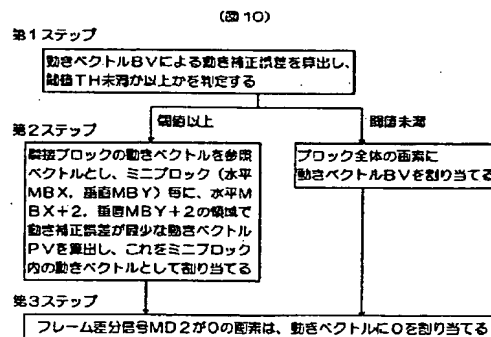 (図10)
第1ステップ
動きベクトルBVによる動き補正誤差を算出し、
閾値TH未満か以上かを判定する
閾値以上
閾値未満
第2ステップ
隣接ブロックの動きベクトルを参照
ベクトルとし、ミニブロック(水平
MBX,垂直MBY)毎に、水平M
BX+2,垂直MBY+2の領域で
動き補正誤差が最少な動きベクトル
PVを算出し、これをミニブロック
内の動きベクトルとして割り当てる
ブロック全体の画素に
動きベクトルBVを割り当てる
第3ステップ
フレーム差分信号MD2が0の画素は、動きベクトルに0を割り当てる